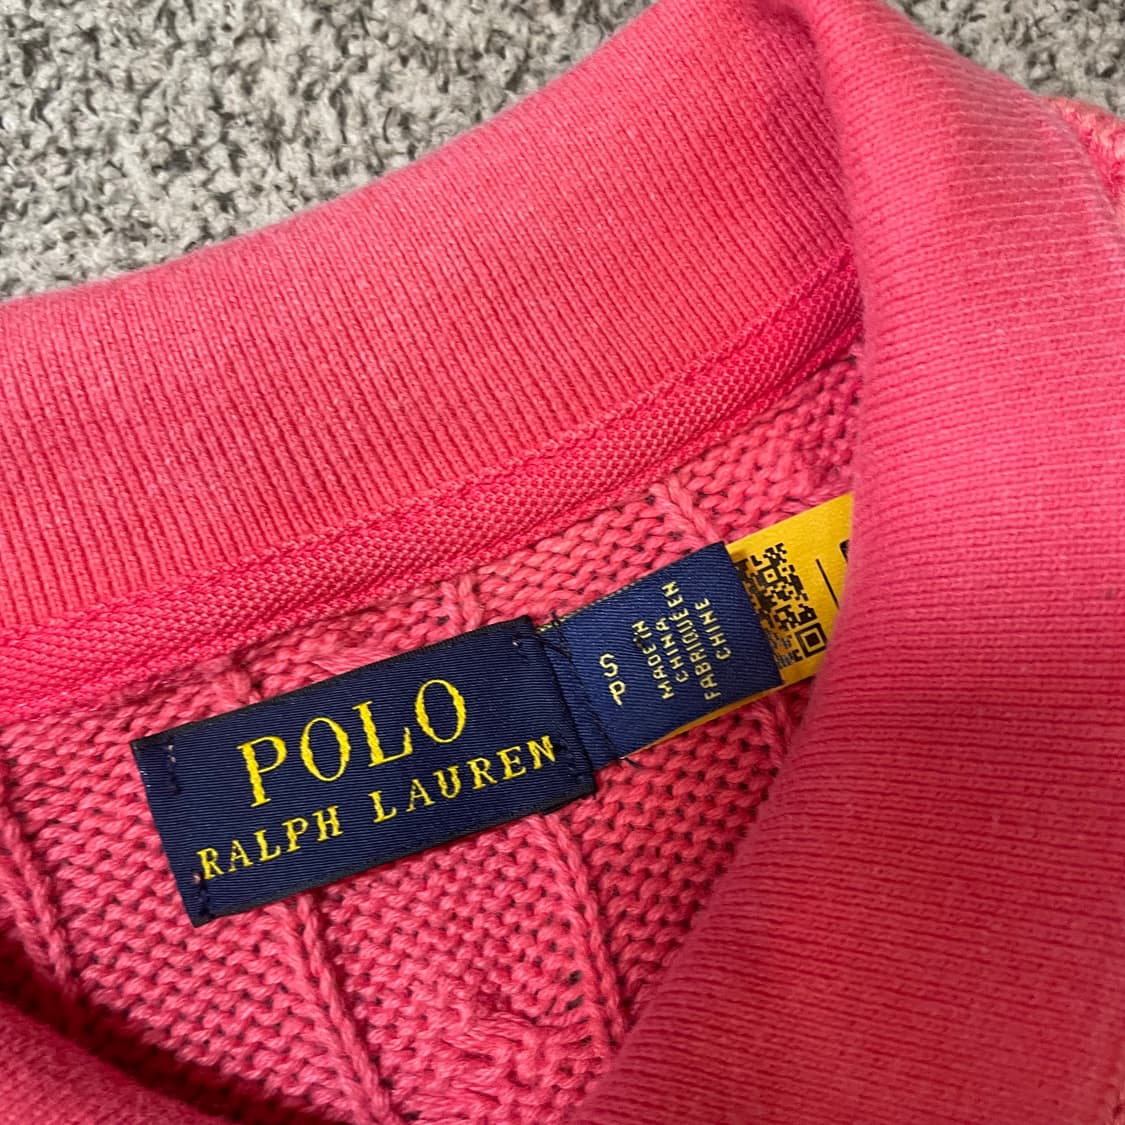 POLO
RALPH LAUREN
S
P
MADE IN
CHINA
FABRIQUÉ EN
CHINE